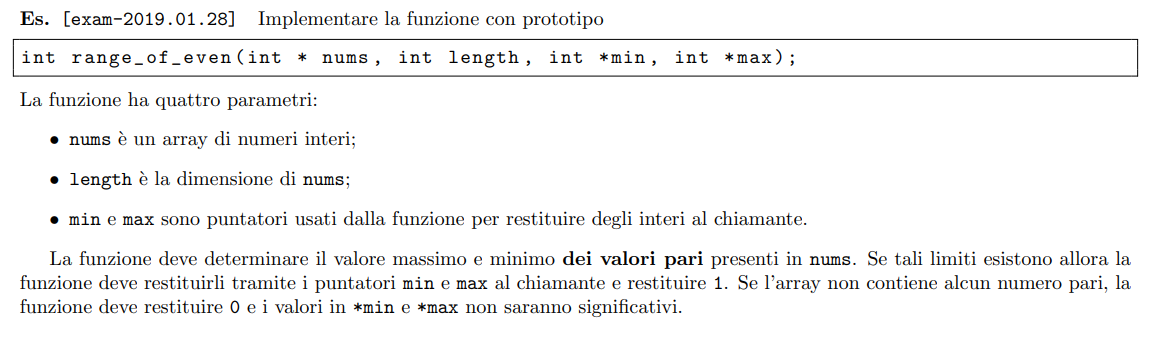 Es. [exam-2019.01.28] Implementare la funzione con prototipo
int range_of_even(int * nums, int length, int *min, int *max);
La funzione ha quattro parametri:
• nums è un array di numeri interi;
• length è la dimensione di nums;
• min e max sono puntatori usati dalla funzione per restituire degli interi al chiamante.
La funzione deve determinare il valore massimo e minimo dei valori pari presenti in nums. Se tali limiti esistono allora la
funzione deve restituirli tramite i puntatori min e max al chiamante e restituire 1. Se l'array non contiene alcun numero pari, la
funzione deve restituire 0 e i valori in *min e *max non saranno significativi.